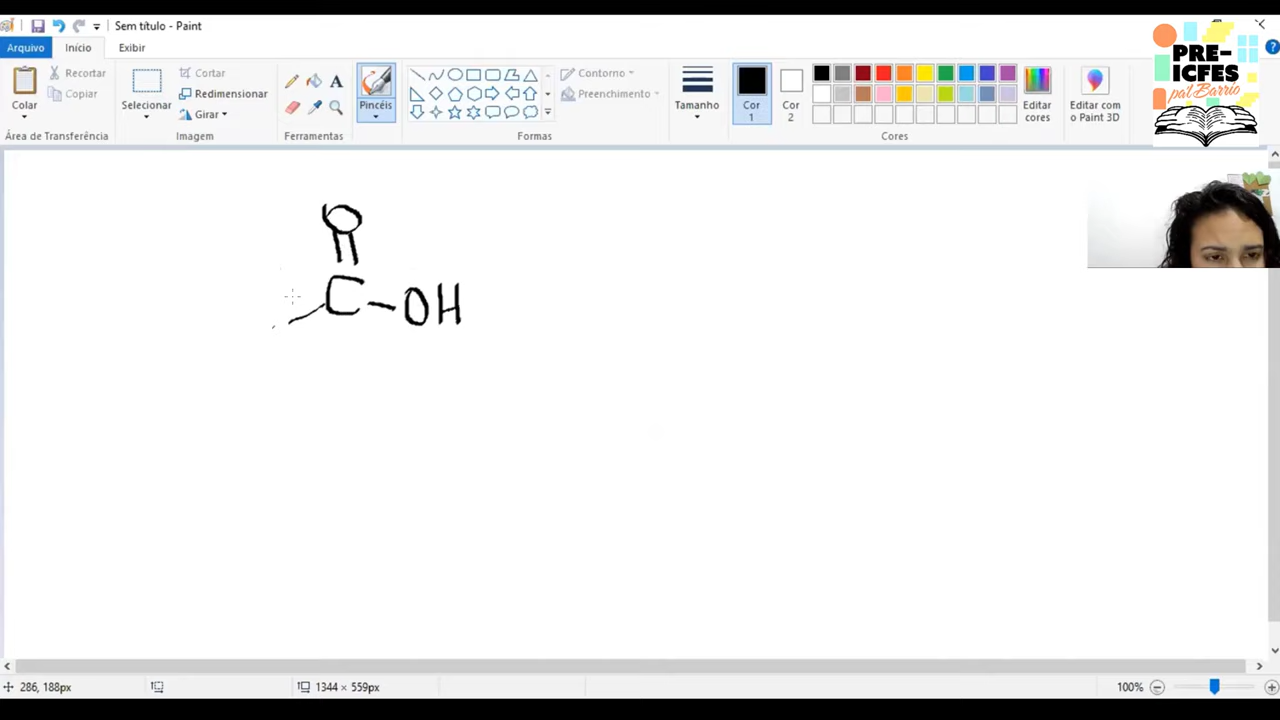 Sem título - Paint
Arquivo Início Exibir
Colar
Recortar
Copiar
Área de Transferência
Selecionar
Cortar
Redimensionar
Girar
Imagem
A
Ferramentas
Pincéis
Formas
Contorno
Preenchimento
Tamanho
Cor 1
Cor 2
Cores
Editar cores
Editar com o Paint 3D
PRE-
ICFES
pal' Barrio
O
C - OH
286, 188px
1344 × 559px
100%